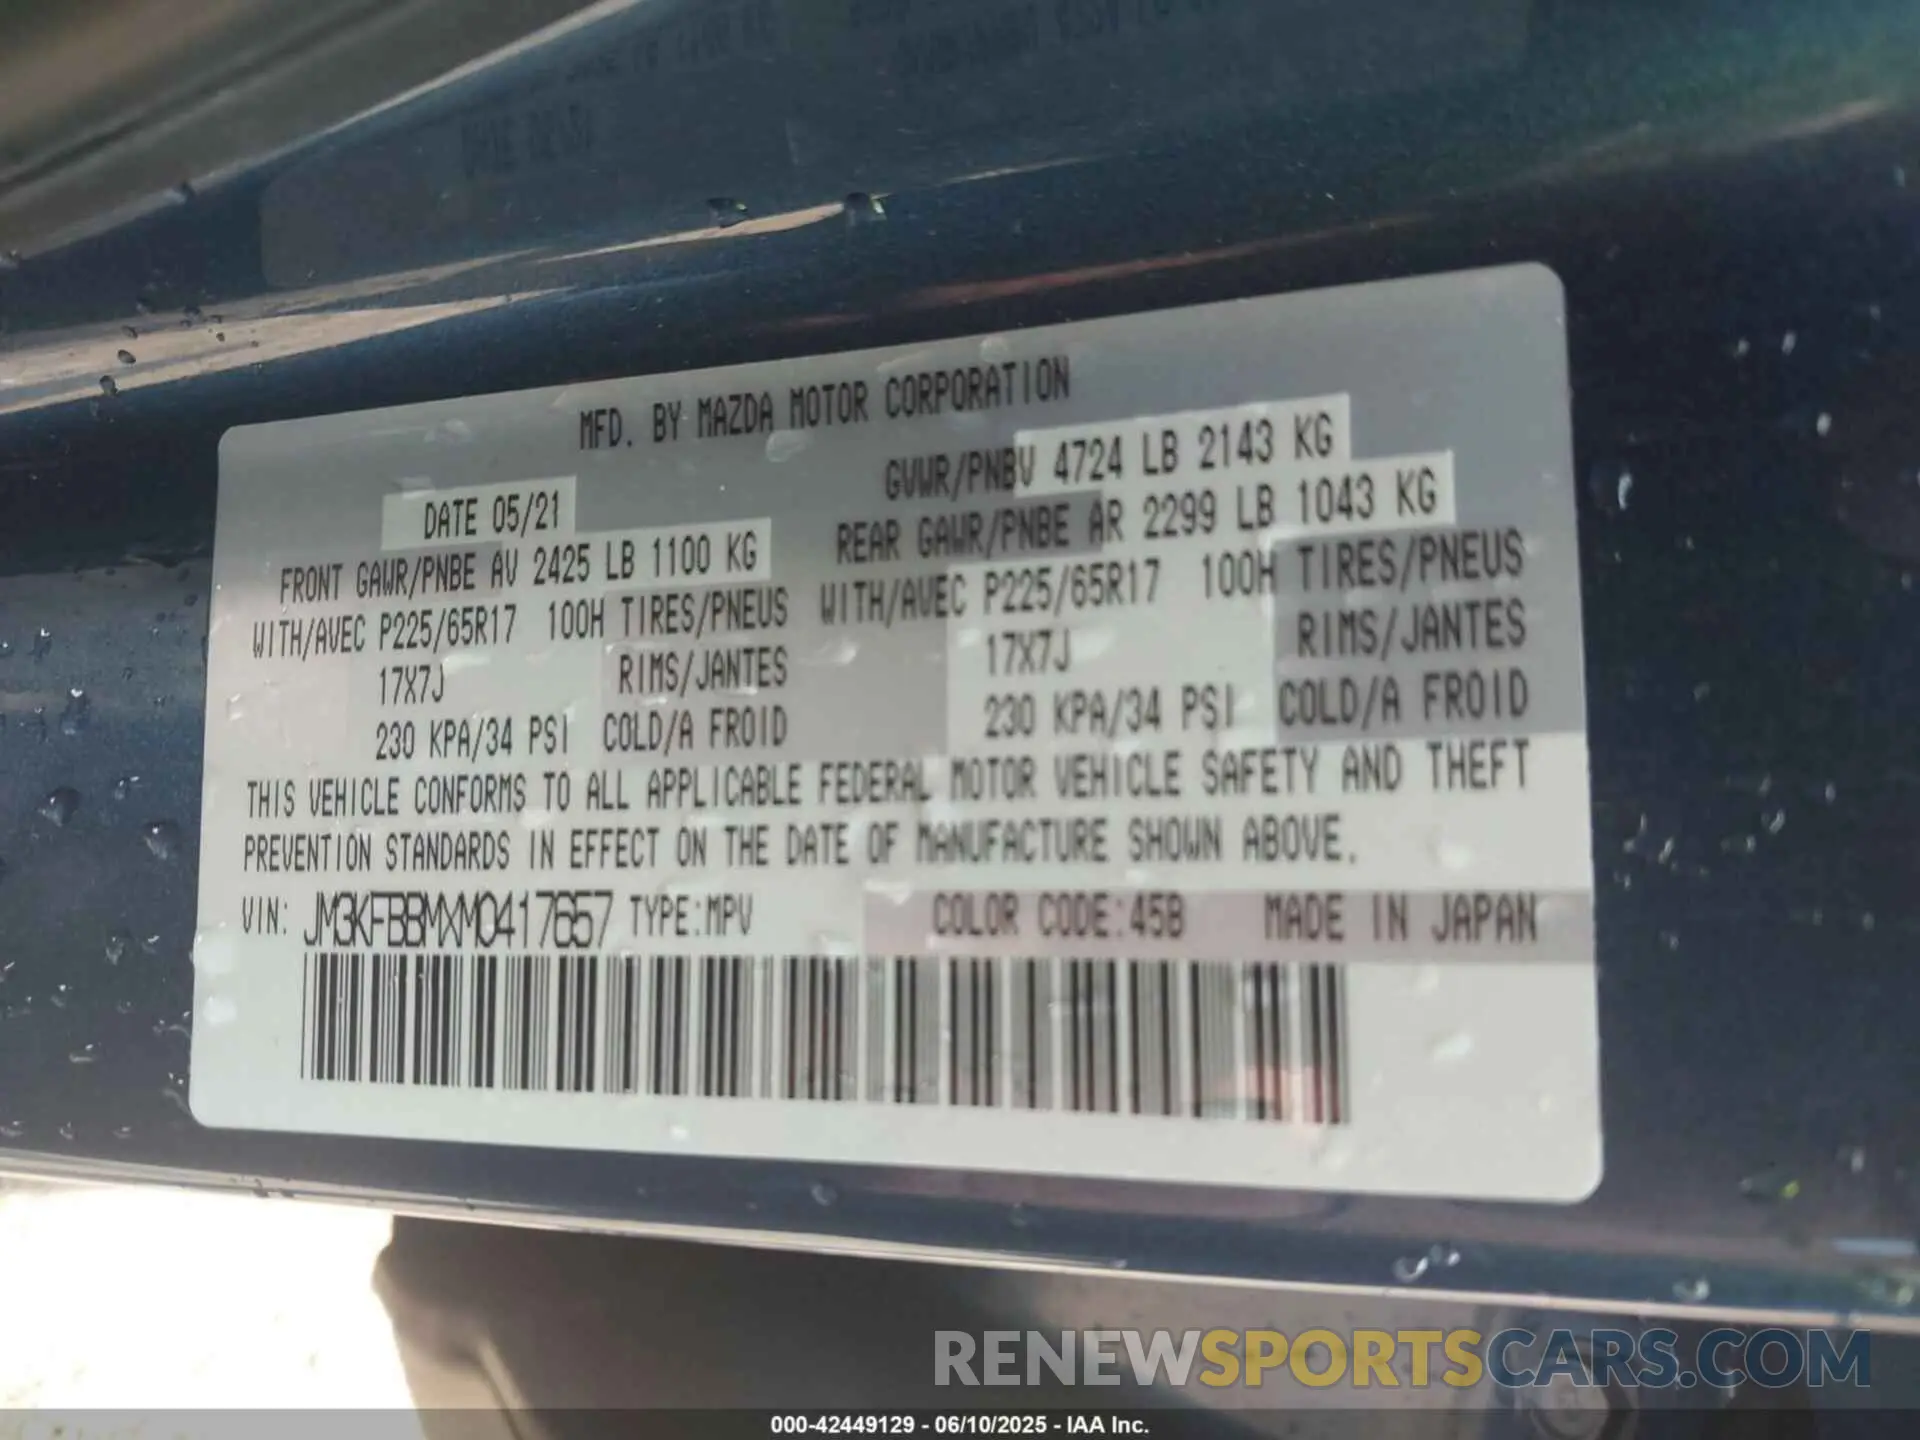 MFD. BY MAZDA MOTOR CORPORATION
DATE 05/21 GVWR/PNBV 4724 LB 2143 KG
FRONT GAWR/PNBE AV 2425 LB 1100 KG REAR GAWR/PNBE AR 2299 LB 1043 KG
WITH/AVEC P225/65R17 100H TIRES/PNEUS WITH/AVEC P225/65R17 100H TIRES/PNEUS
17X7J RIMS/JANTES 17X7J RIMS/JANTES
230 KPA/34 PSI COLD/A FROID 230 KPA/34 PSI COLD/A FROID
THIS VEHICLE CONFORMS TO ALL APPLICABLE FEDERAL MOTOR VEHICLE SAFETY AND THEFT
PREVENTION STANDARDS IN EFFECT ON THE DATE OF MANUFACTURE SHOWN ABOVE.
VIN: JM3KFBBMXM0417657 TYPE:MPV COLOR CODE:45B MADE IN JAPAN
RENEWSPORTSCARS.COM
000-42449129 - 06/10/2025 - IAA Inc.